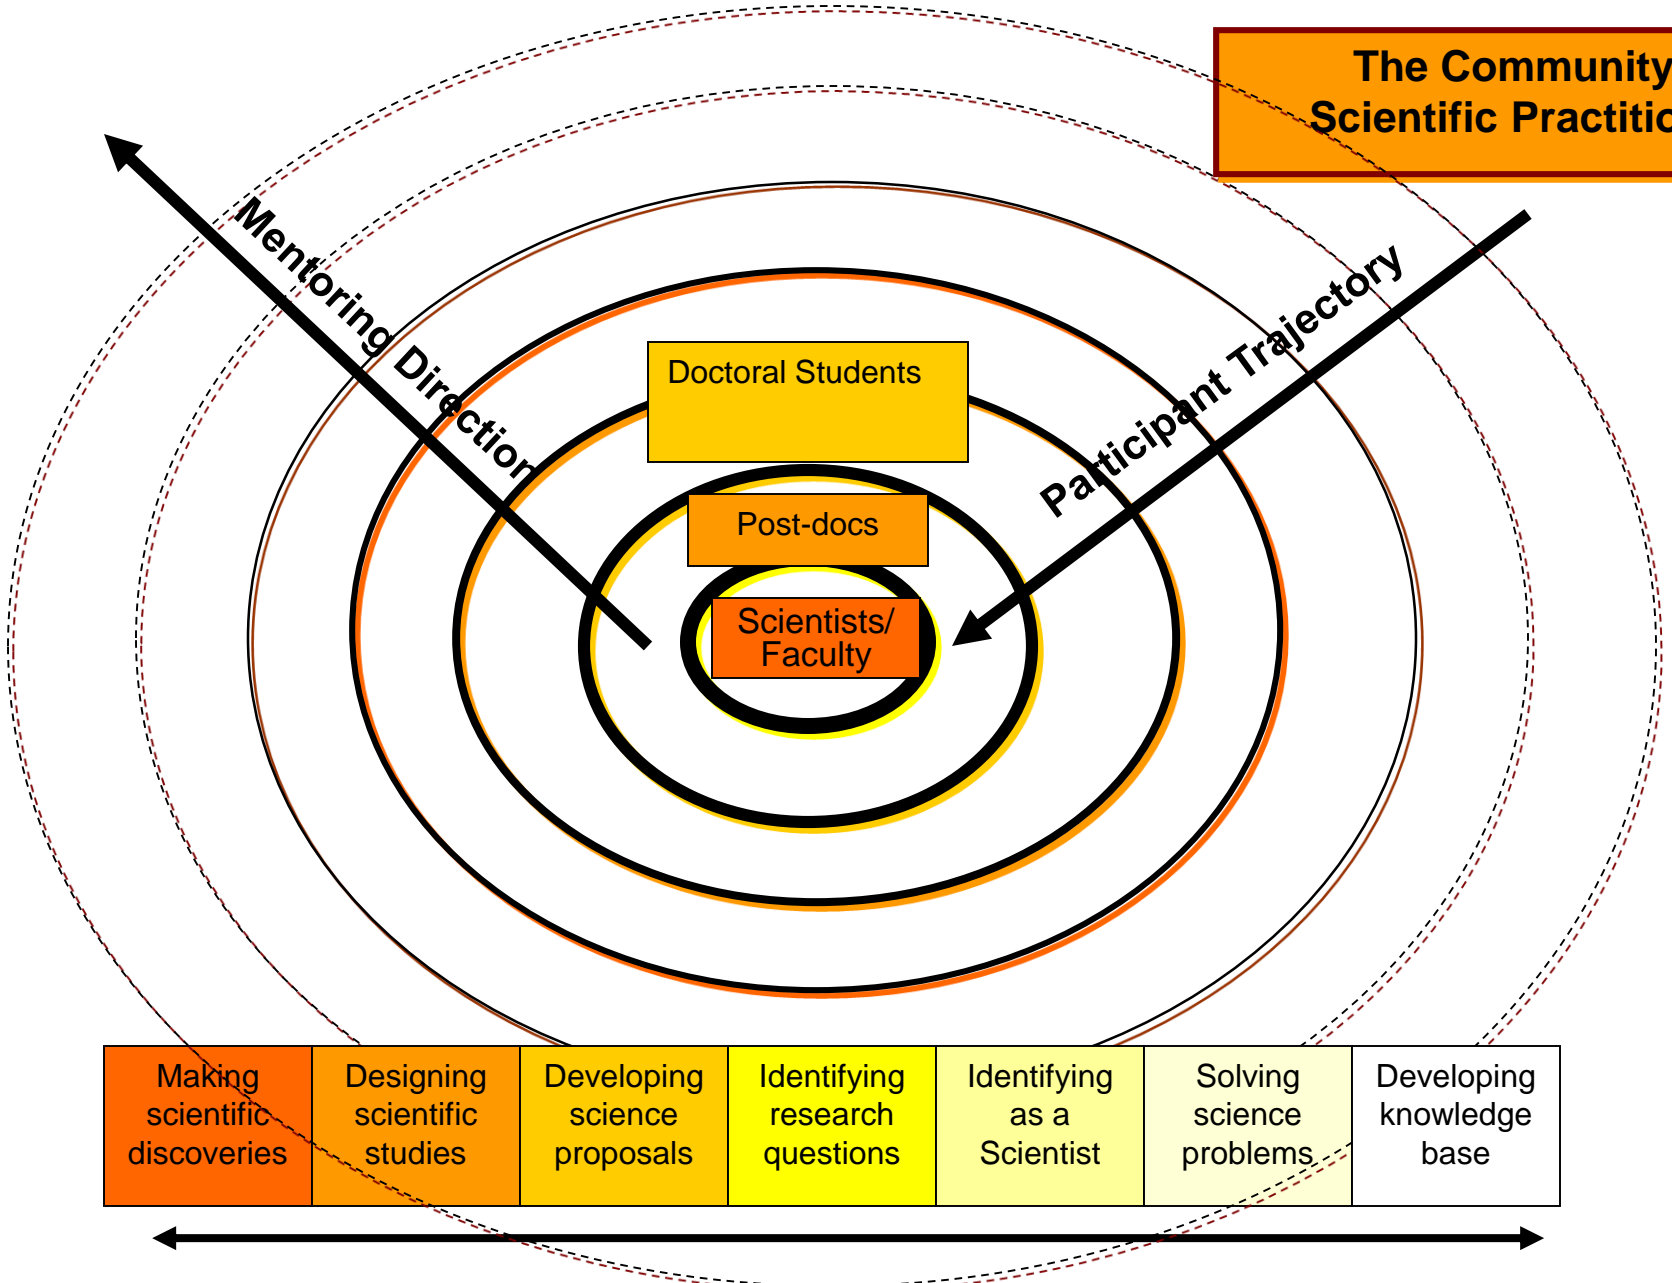 The Community
Scientific
Mentoring Direction
Participant Trajectory
Doctoral Students
Post-docs
Scientists/
Faculty
Making
scientific
discoveries
Designing
scientific
studies
Developing
science
proposals
Identifying
research
questions
Identifying
as a
Scientist
Solving
science
problems
Developing
knowledge
base